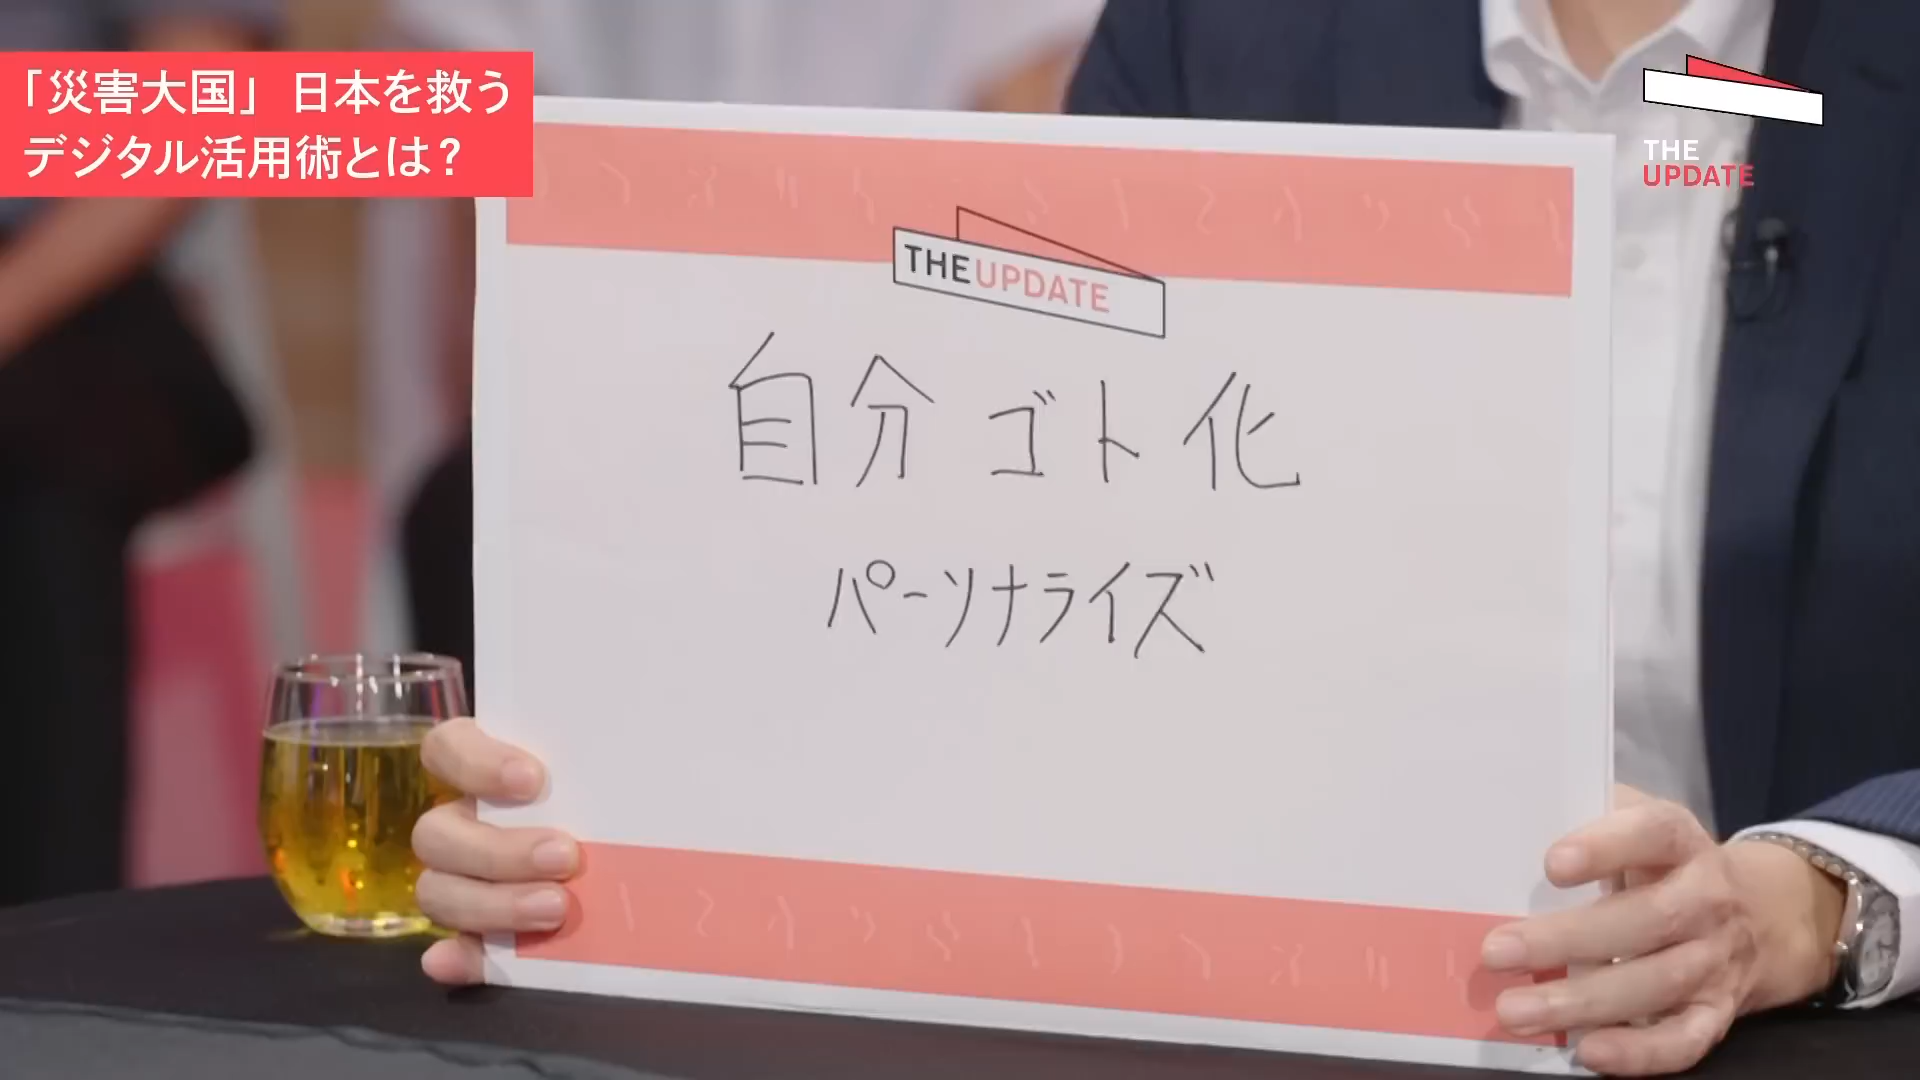 「災害大国」 日本を救う
デジタル活用術とは？
THE
UPDATE
THE UPDATE
自分ゴト化
パーソナライズ